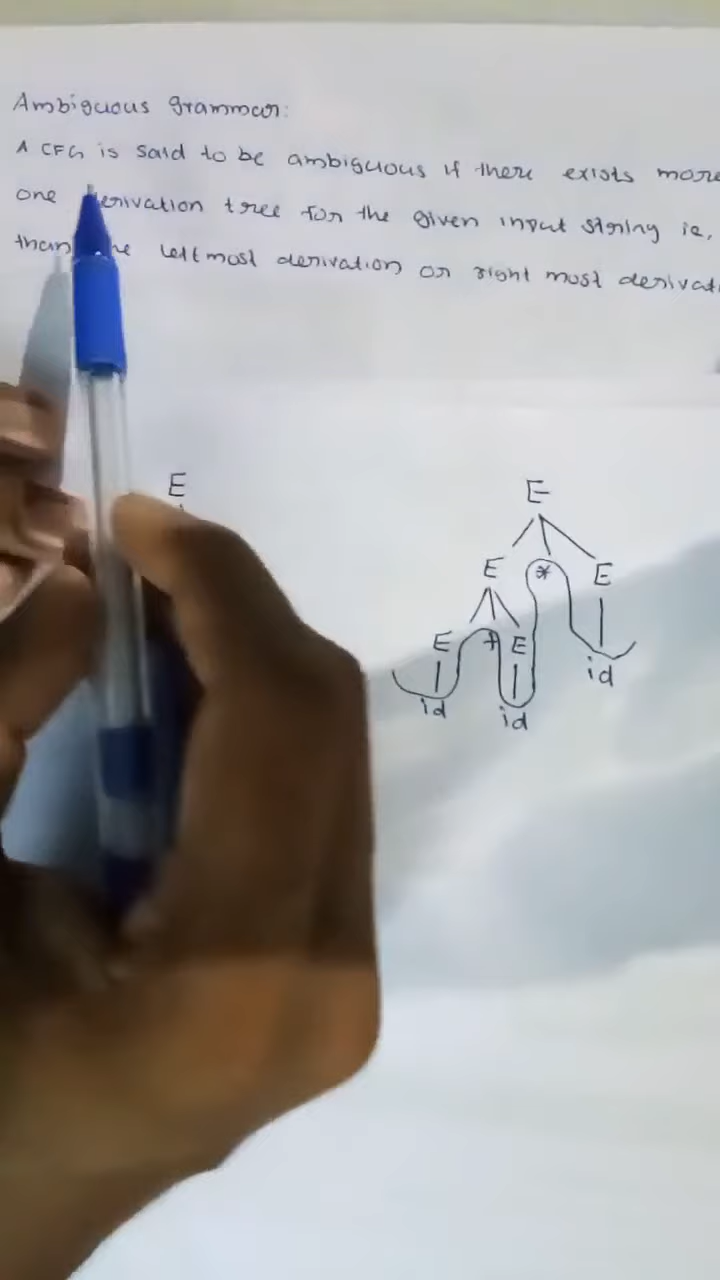 Ambiguous grammar:
A CFG is said to be ambiguous if there exists more
one derivation tree for the given input string ie,
than leftmost derivation or right most
E
E
E * E
E + E
id
id id